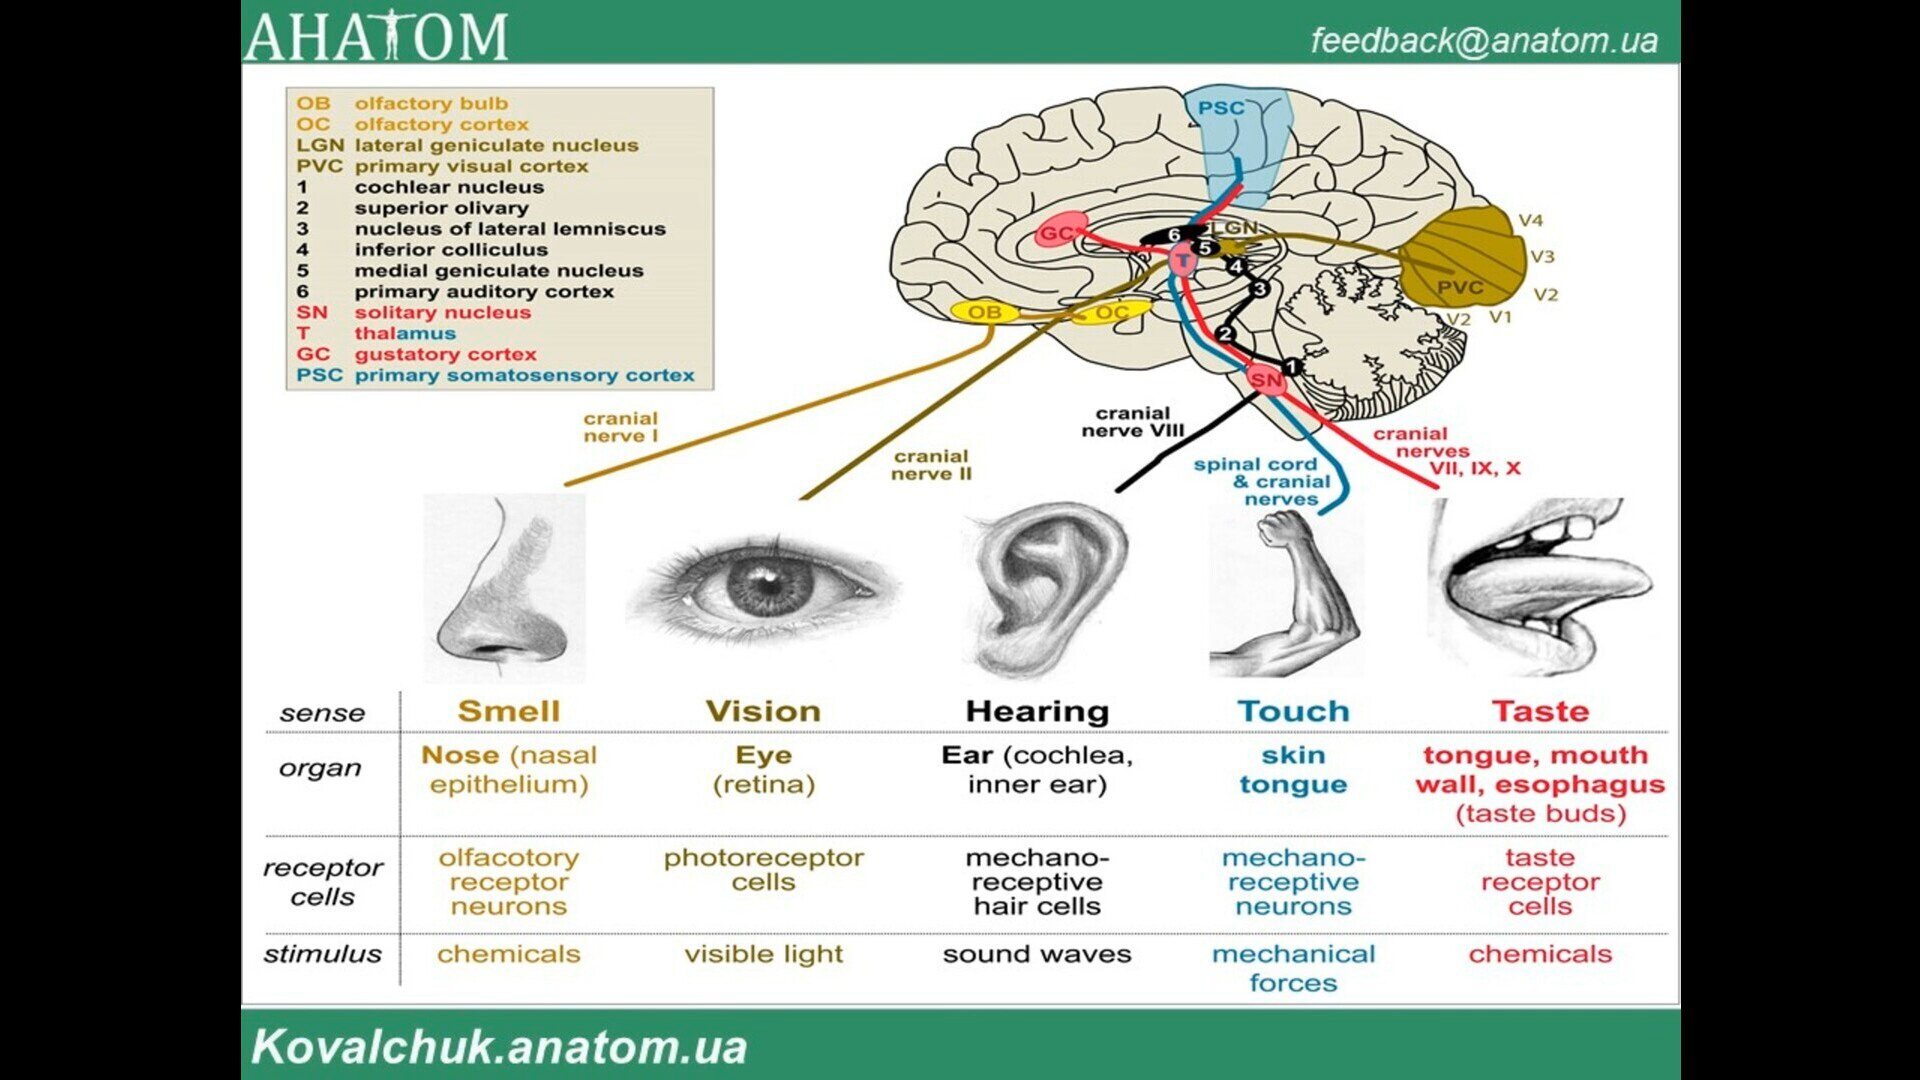 АНАТОМ
feedback@anatom.ua
OB olfactory bulb
OC olfactory cortex
LGN lateral geniculate nucleus
PVC primary visual cortex
1 cochlear nucleus
2 superior olivary
3 nucleus of lateral lemniscus
4 inferior colliculus
5 medial geniculate nucleus
6 primary auditory cortex
SN solitary nucleus
T thalamus
GC gustatory cortex
PSC primary somatosensory cortex
PSC
GC
6
LGN
5
T
4
3
OB
OC
2
1
SN
V4
V3
PVC
V2
V2
V1
cranial
nerve I
cranial
nerve II
cranial
nerve VIII
spinal cord
& cranial
nerves
cranial
nerves
VII, IX, X
sense Smell Vision Hearing Touch Taste
organ
Nose (nasal
epithelium)
Eye
(retina)
Ear (cochlea,
inner ear)
skin
tongue
tongue, mouth
wall, esophagus
(taste buds)
receptor
cells
olfacotory
receptor
neurons
photoreceptor
cells
mechano-
receptive
hair cells
mechano-
receptive
neurons
taste
receptor
cells
stimulus
chemicals
visible light
sound waves
mechanical
forces
chemicals
Kovalchuk.anatom.ua